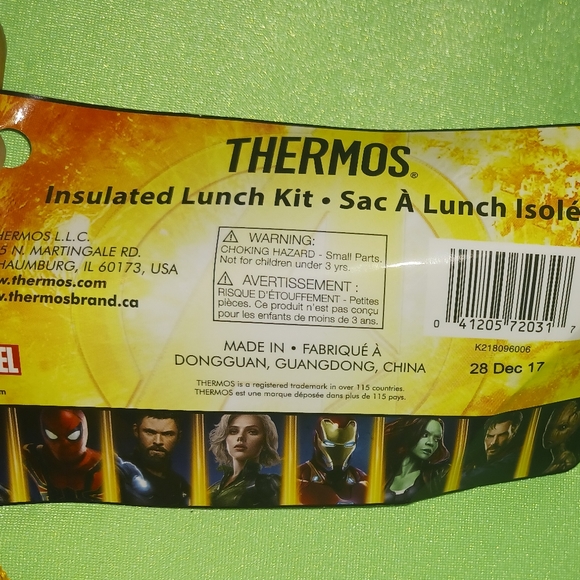 THERMOS®
Insulated Lunch Kit • Sac À Lunch Isolé
HERMOS L.L.C.
5 N. MARTINGALE RD.
HAUMBURG, IL 60173, USA
w.thermos.com
w.thermosbrand.ca
⚠ WARNING:
CHOKING HAZARD - Small Parts.
Not for children under 3 yrs.
⚠ AVERTISSEMENT :
RISQUE D'ÉTOUFFEMENT - Petites
pièces. Ce produit n'est pas conçu
pour les enfants de moins de 3 ans.
0 41205 72031 7
K218096006
28 Dec 17
MADE IN • FABRIQUÉ À
DONGGUAN, GUANGDONG, CHINA
THERMOS is a registered trademark in over 115 countries.
THERMOS est une marque déposée dans plus de 115 pays.
EL
m